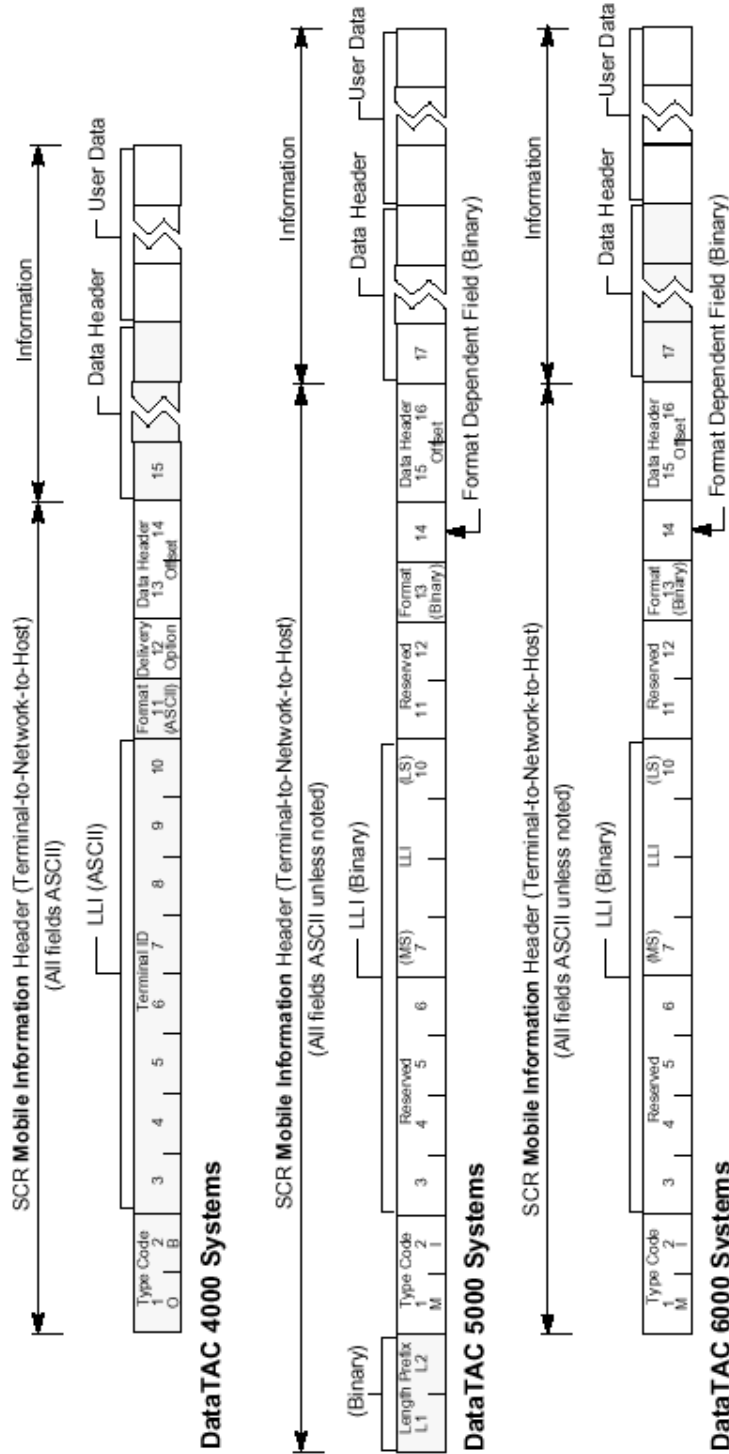 SCR Mobile Information Header (Terminal-to-Network-to-Host)
(All fields ASCII)
Information
LLI (ASCII)
Data Header
User Data
Type Code
1 2
O B
3 4 5 6 7 8 9 10
Terminal ID
Format
11
(ASCII)
Delivery
12
Option
Data Header
13 14
Offset
15
DataTAC 4000 Systems
SCR Mobile Information Header (Terminal-to-Network-to-Host)
(All fields ASCII unless noted)
Information
(Binary)
LLI (Binary)
Data Header
User Data
Length Prefix
L1 L2
Type Code
1 2
M I
Reserved
3 4 5 6
(MS) LLI (LS)
7 10
Reserved
11 12
Format
13
(Binary)
14
Data Header
15 16
Offset
17
Format Dependent Field (Binary)
DataTAC 5000 Systems
SCR Mobile Information Header (Terminal-to-Network-to-Host)
(All fields ASCII unless noted)
Information
LLI (Binary)
Data Header
User Data
Type Code
1 2
M I
Reserved
3 4 5 6
(MS) LLI (LS)
7 10
Reserved
11 12
Format
13
(Binary)
14
Data Header
15 16
Offset
17
Format Dependent Field (Binary)
DataTAC 6000 Systems